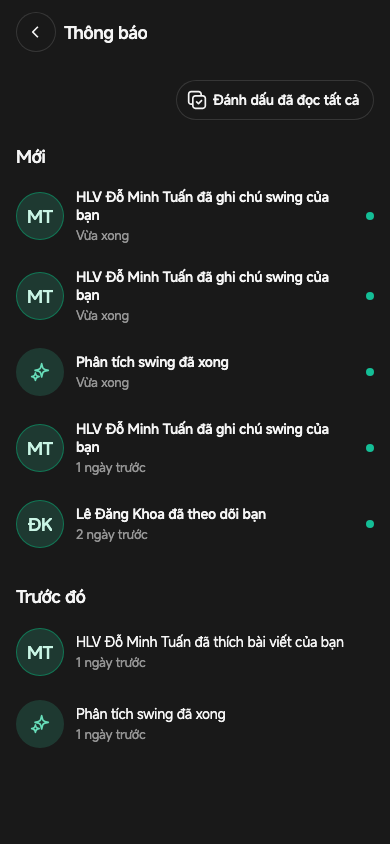 Thông báo
Đánh dấu đã đọc tất cả
Mới
MT
HLV Đỗ Minh Tuấn đã ghi chú swing của
bạn
Vừa xong
MT
HLV Đỗ Minh Tuấn đã ghi chú swing của
bạn
Vừa xong
Phân tích swing đã xong
Vừa xong
MT
HLV Đỗ Minh Tuấn đã ghi chú swing của
bạn
1 ngày trước
ĐK
Lê Đăng Khoa đã theo dõi bạn
2 ngày trước
Trước đó
MT
HLV Đỗ Minh Tuấn đã thích bài viết của bạn
1 ngày trước
Phân tích swing đã xong
1 ngày trước